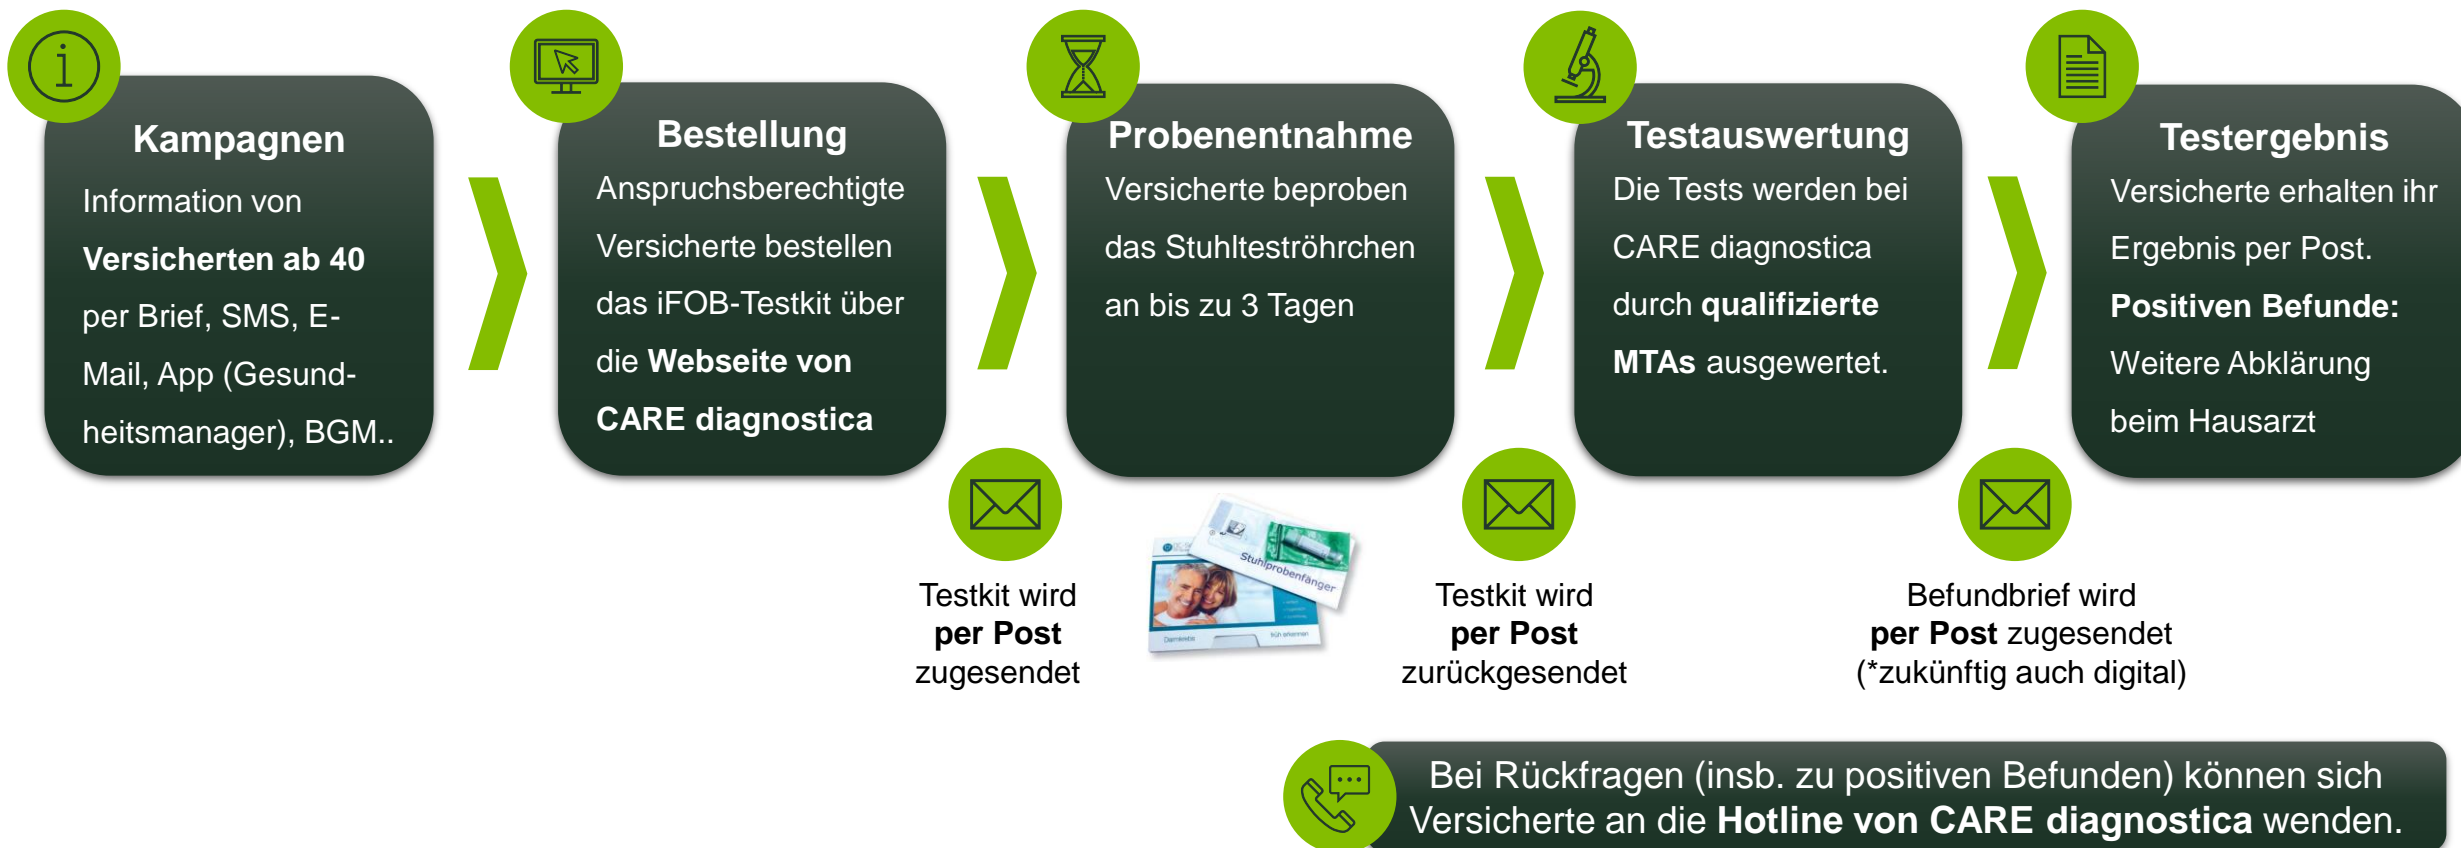 Kampagnen
Information von
Versicherten ab 40
per Brief, SMS, E-
Mail, App (Gesund-
heitsmanager), BGM..
Bestellung
Anspruchsberechtigte
Versicherte bestellen
das iFOB-Testkit über
die Webseite von
CARE diagnostica
Probenentnahme
Versicherte beproben
das Stuhlteströhrchen
an bis zu 3 Tagen
Testauswertung
Die Tests werden bei
CARE diagnostica
durch qualifizierte
MTAs ausgewertet.
Testergebnis
Versicherte erhalten ihr
Ergebnis per Post.
Positiven Befunde:
Weitere Abklärung
beim Hausarzt
Testkit wird
per Post
zugesendet
Stuhlprobenfänger
Darmkrebs
früh erkennen
Testkit wird
per Post
zurückgesendet
Befundbrief wird
per Post zugesendet
(*zukünftig auch digital)
Bei Rückfragen (insb. zu positiven Befunden) können sich
Versicherte an die Hotline von CARE diagnostica wenden.